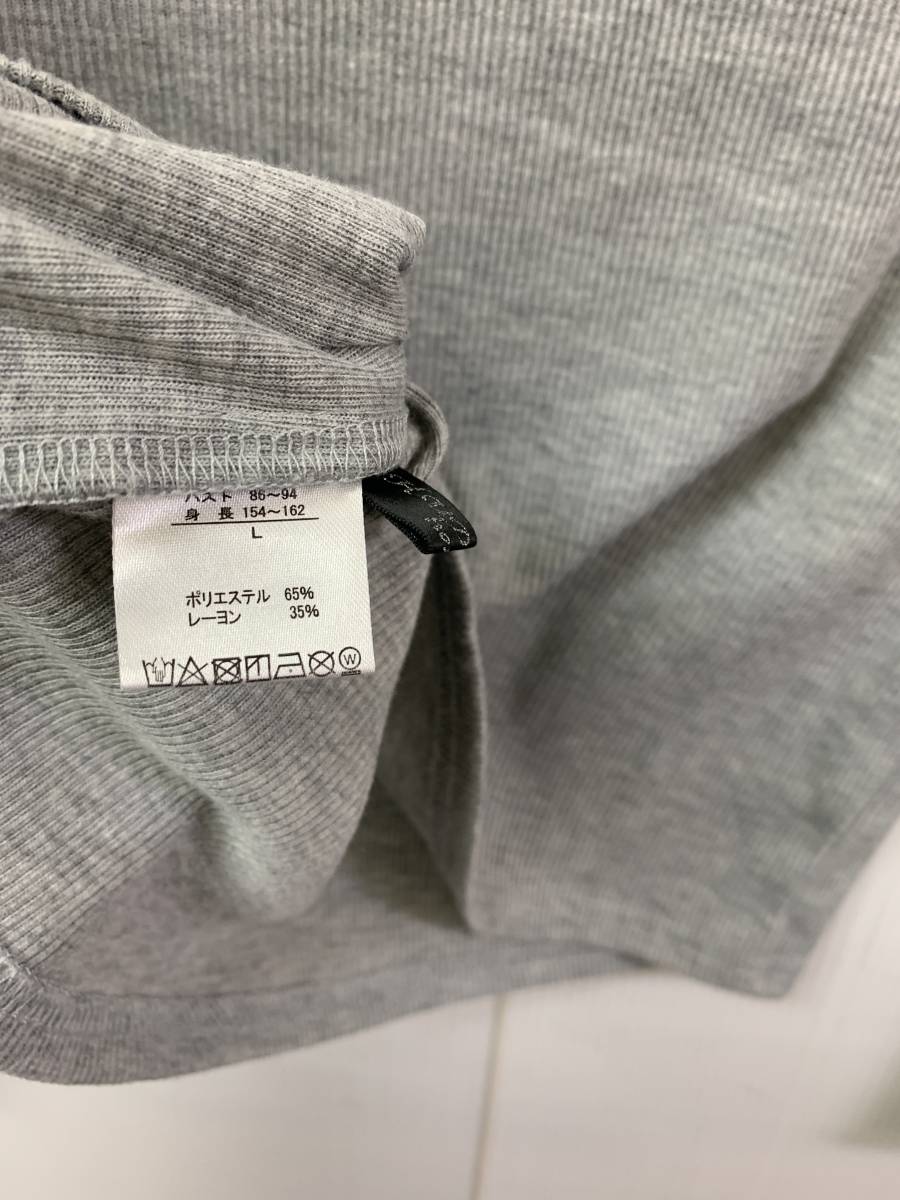 バスト 86～94
身 長 154～162
L
ポリエステル 65%
レーヨン 35%
W